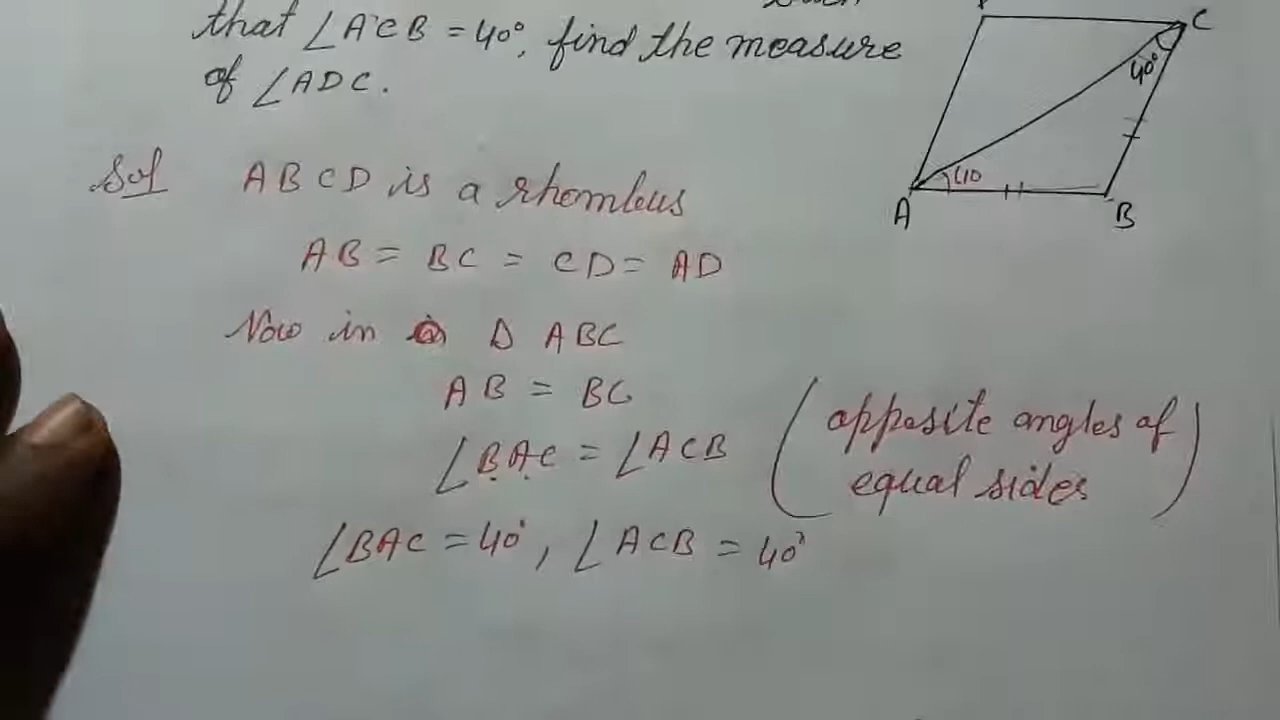 that ∠ACB = 40°, find the measure
of ∠ADC.
C
40°
40
A
B
Sol ABCD is a rhombus
AB = BC = CD = AD
Now in Δ ABC
AB = BC
∠BAC = ∠ACB (opposite angles of
equal sides)
∠BAC = 40°, ∠ACB = 40°